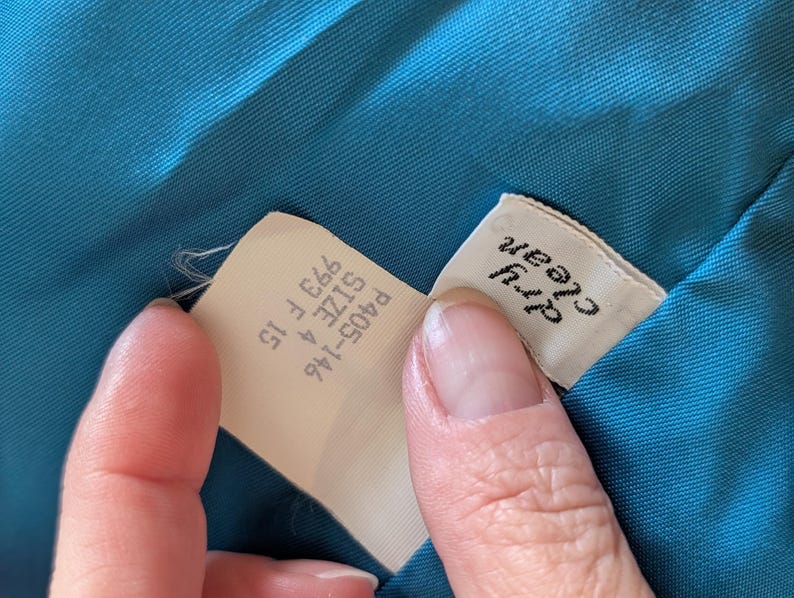 P405-146
SIZE 4
993 F 15
dry
clean